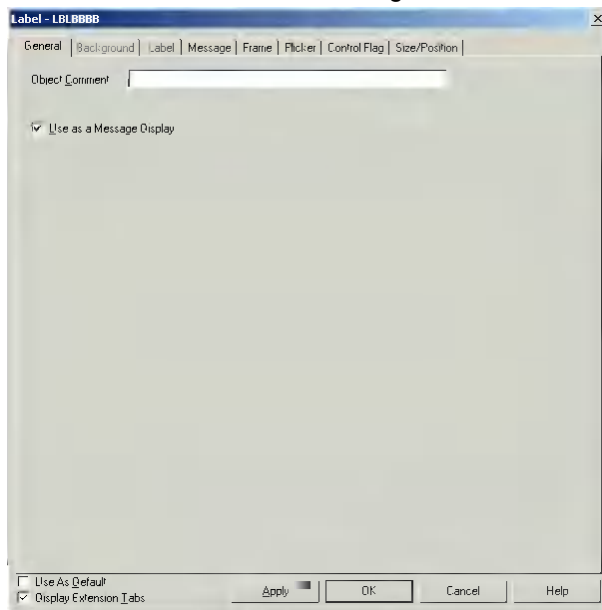 Label - LBLBBBB
General Background Label Message Frame Flicker Control Flag Size/Position
Object Comment
Use as a Message Display
Use As Default
Display Extension Tabs
Apply OK Cancel Help